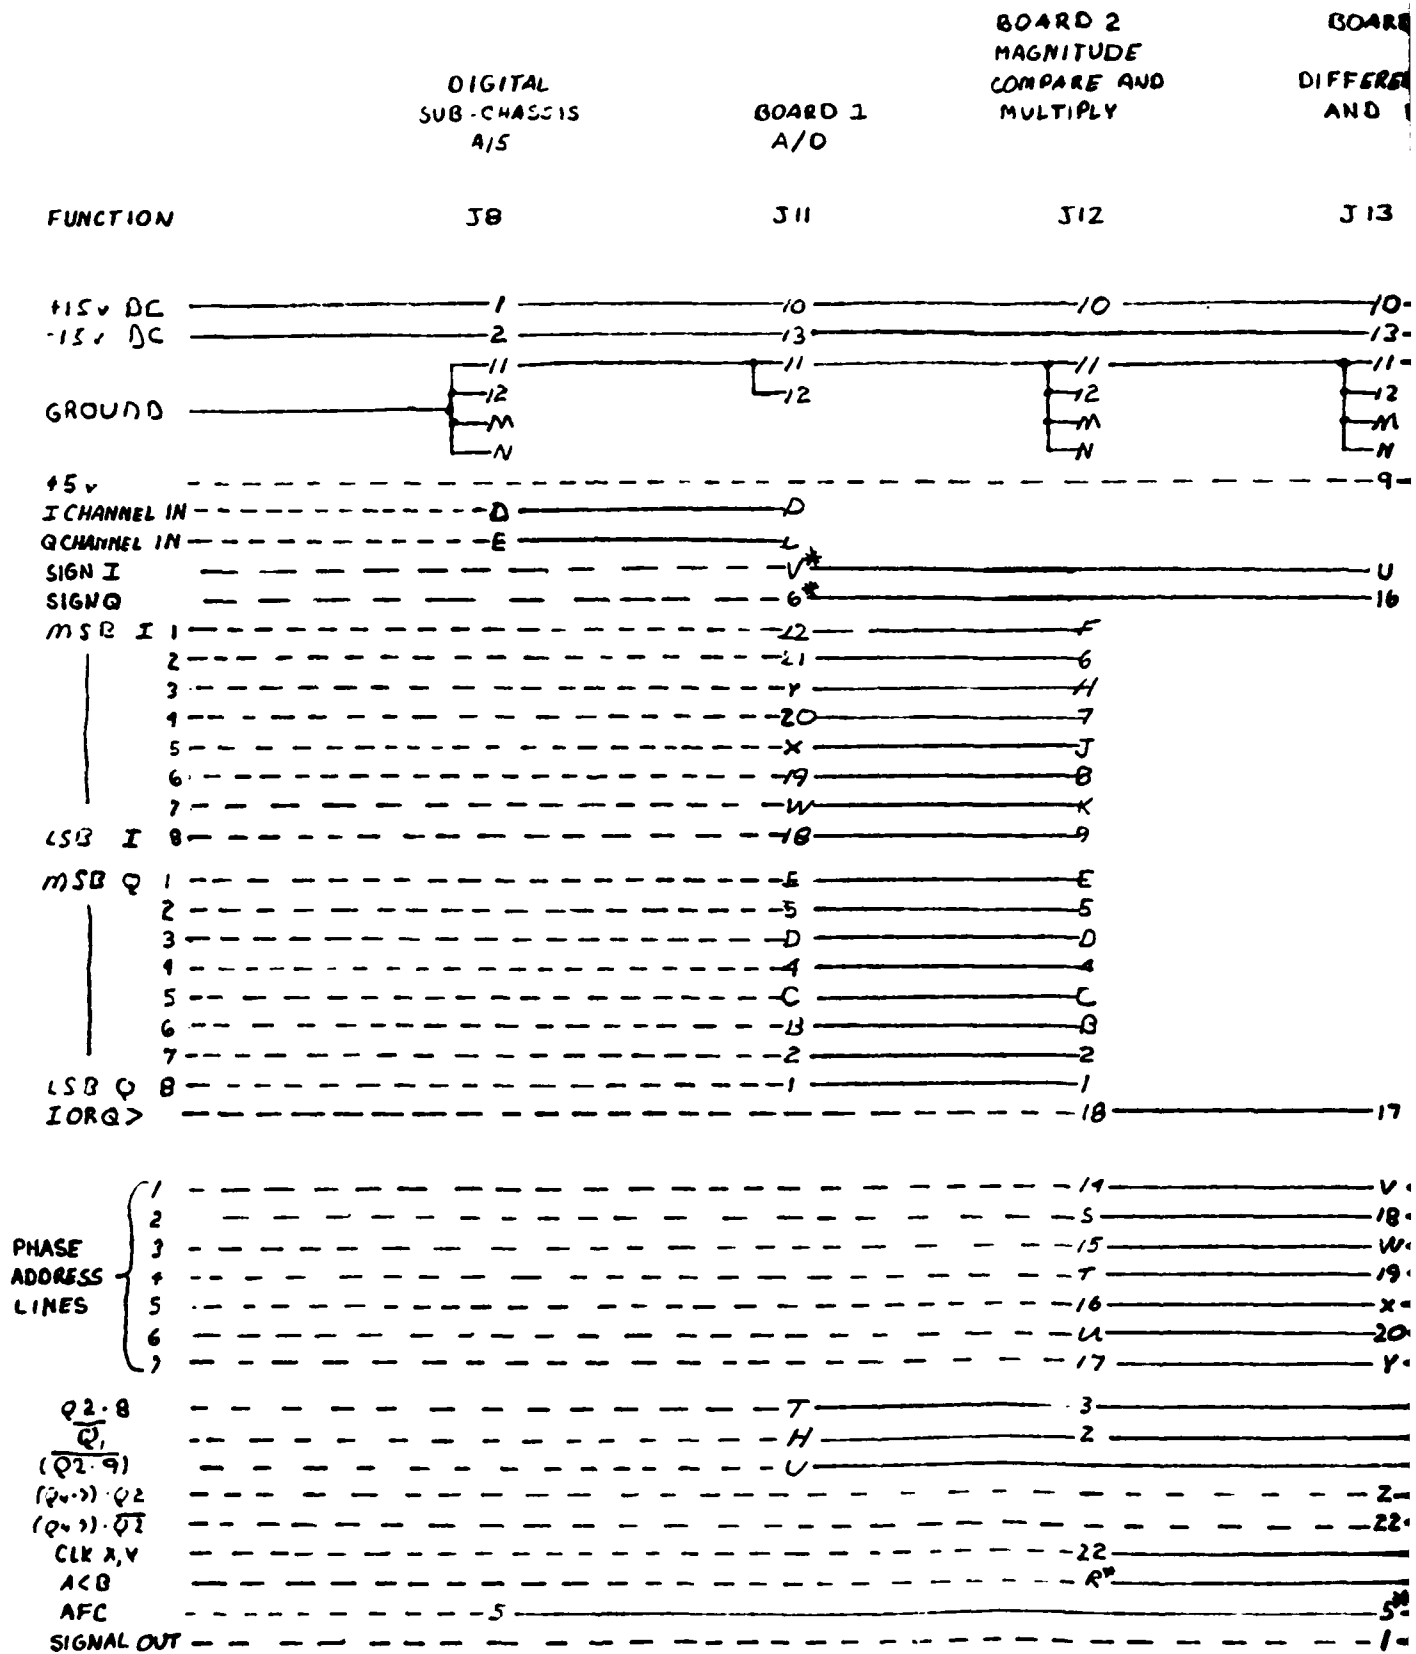 BOARD 2 BOARD
MAGNITUDE
DIGITAL COMPARE AND DIFFEREN
SUB-CHASSIS BOARD 1 MULTIPLY AND
A15 A/D
FUNCTION J8 J11 J12 J13
+15v DC 1 10 10 10
-15v DC 2 13 13
11 11 11 11
12 12 12 12
GROUND M M M
N N N
+5v 9
I CHANNEL IN D D
Q CHANNEL IN E L
SIGN I V* U
SIGN Q 6* 16
MSB I 1 22 F
2 21 6
3 Y H
4 20 7
5 X J
6 19 8
7 W K
LSB I 8 18 9
MSB Q 1 E E
2 5 5
3 D D
4 4 4
5 C C
6 B B
7 2 2
LSB Q 8 1 1
I OR Q > 18 17
1 14 V
2 S 18
PHASE 3 15 W
ADDRESS 4 T 19
LINES 5 16 X
6 U 20
7 17 Y
Q2·8 T 3
Q̅1 H 2
(Q2·9) U
·Q2 Z
·Q̅2̅ 22
CLK X,Y 22
A<B R*
AFC 5 5*
SIGNAL OUT 1